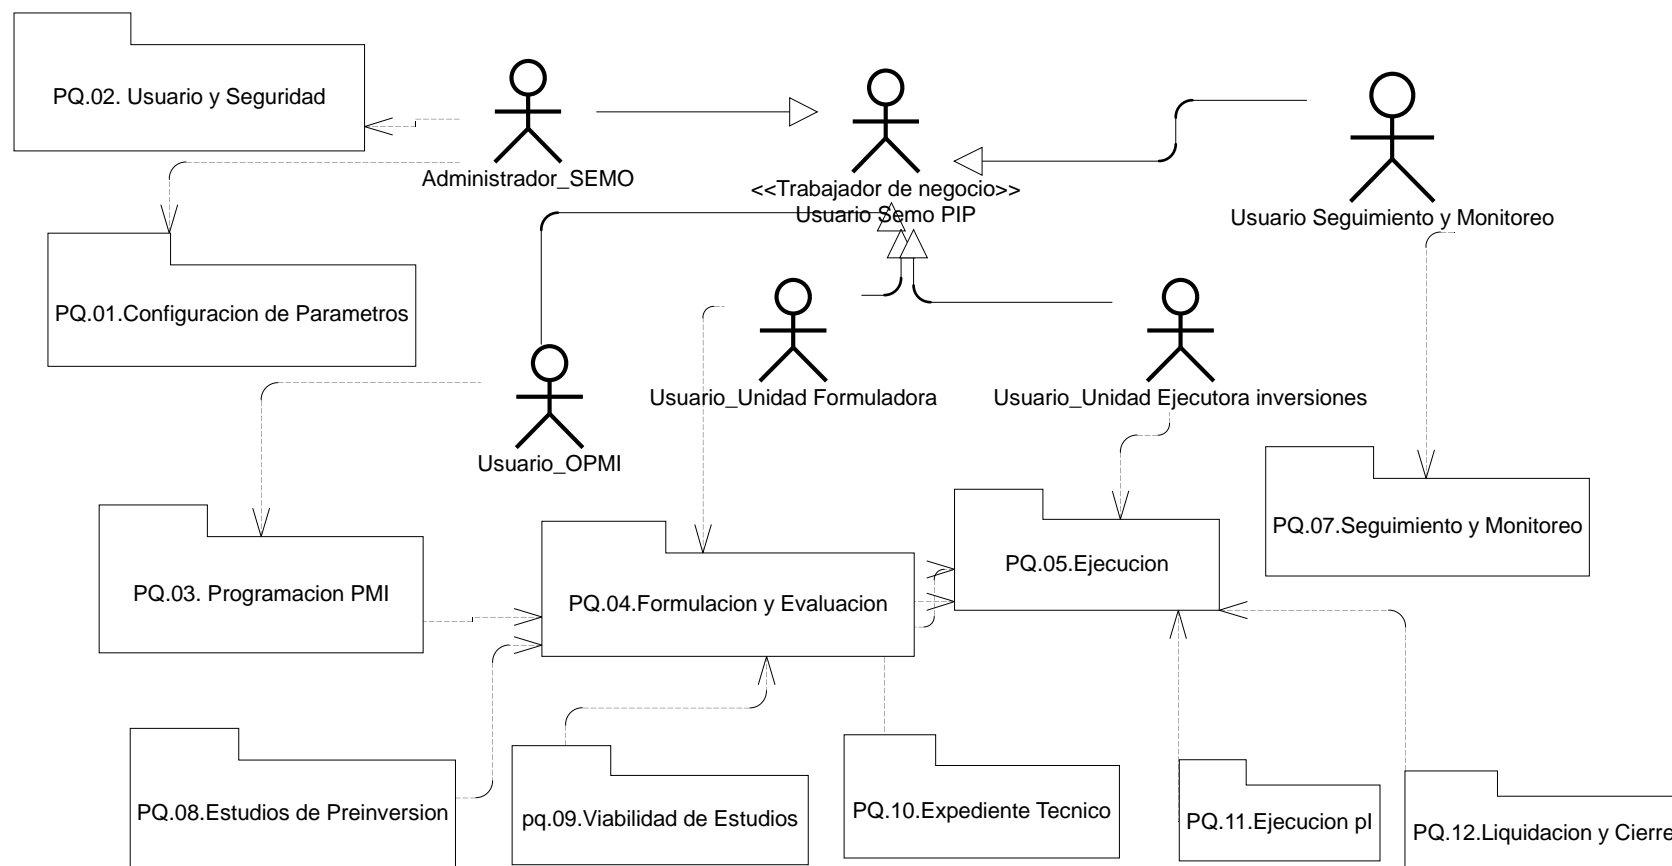 PQ.02. Usuario y Seguridad
Administrador_SEMO
<<Trabajador de negocio>>
Usuario Semo PIP
Usuario Seguimiento y Monitoreo
PQ.01.Configuracion de Parametros
Usuario_Unidad Formuladora
Usuario_Unidad Ejecutora inversiones
Usuario_OPMI
PQ.07.Seguimiento y Monitoreo
PQ.05.Ejecucion
PQ.03. Programacion PMI
PQ.04.Formulacion y Evaluacion
PQ.08.Estudios de Preinversion
pq.09.Viabilidad de Estudios
PQ.10.Expediente Tecnico
PQ.11.Ejecucion pI
PQ.12.Liquidacion y Cierre